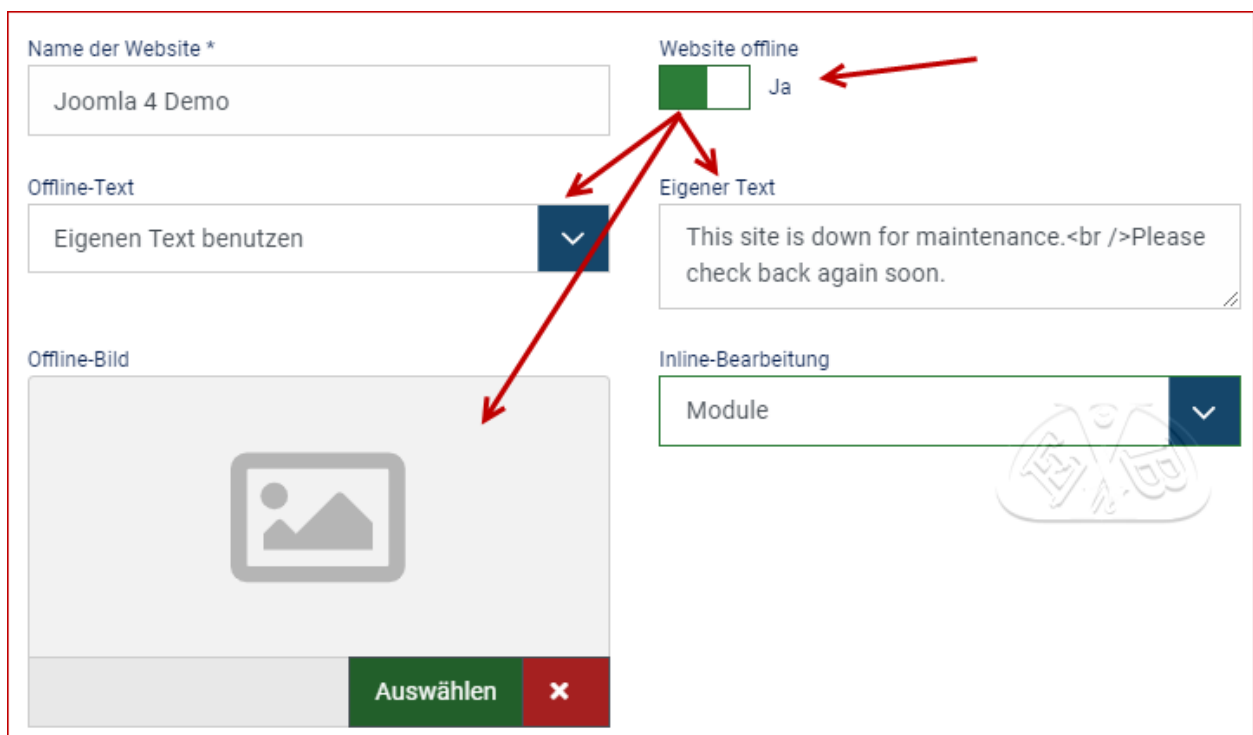 Name der Website *
Website offline
Joomla 4 Demo
Ja
Offline-Text
Eigener Text
Eigenen Text benutzen
This site is down for maintenance.<br />Please
check back again soon.
Offline-Bild
Inline-Bearbeitung
Module
Auswählen